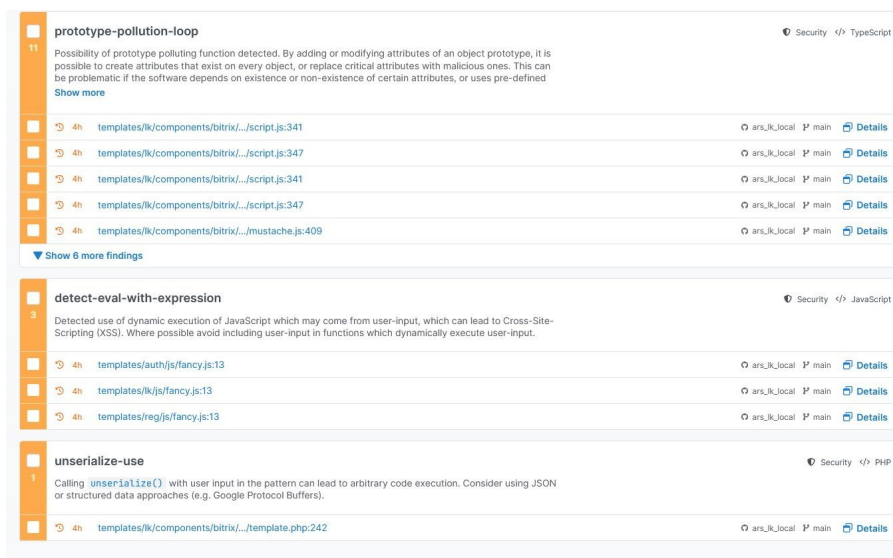 prototype-pollution-loop
Security </> TypeScript
11
Possibility of prototype polluting function detected. By adding or modifying attributes of an object prototype, it is
possible to create attributes that exist on every object, or replace critical attributes with malicious ones. This can
be problematic if the software depends on existence or non-existence of certain attributes, or uses pre-defined
Show more
4h templates/lk/components/bitrix/.../script.js:341 ars_lk_local main Details
4h templates/lk/components/bitrix/.../script.js:347 ars_lk_local main Details
4h templates/lk/components/bitrix/.../script.js:341 ars_lk_local main Details
4h templates/lk/components/bitrix/.../script.js:347 ars_lk_local main Details
4h templates/lk/components/bitrix/.../mustache.js:409 ars_lk_local main Details
Show 6 more findings
detect-eval-with-expression
Security </> JavaScript
3
Detected use of dynamic execution of JavaScript which may come from user-input, which can lead to Cross-Site-
Scripting (XSS). Where possible avoid including user-input in functions which dynamically execute user-input.
4h templates/auth/js/fancy.js:13 ars_lk_local main Details
4h templates/lk/js/fancy.js:13 ars_lk_local main Details
4h templates/reg/js/fancy.js:13 ars_lk_local main Details
unserialize-use
Security </> PHP
1
Calling unserialize() with user input in the pattern can lead to arbitrary code execution. Consider using JSON
or structured data approaches (e.g. Google Protocol Buffers).
4h templates/lk/components/bitrix/.../template.php:242 ars_lk_local main Details